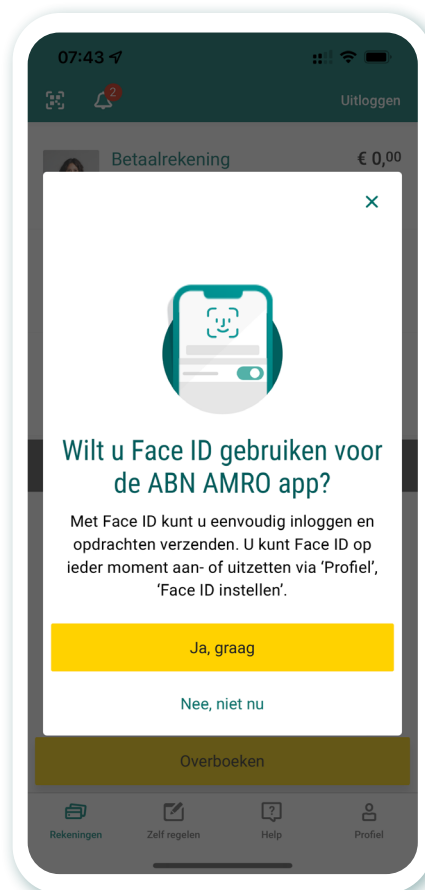 07:43
2
Uitloggen
Betaalrekening € 0,00
Wilt u Face ID gebruiken voor
de ABN AMRO app?
Met Face ID kunt u eenvoudig inloggen en
opdrachten verzenden. U kunt Face ID op
ieder moment aan- of uitzetten via ‘Profiel’,
‘Face ID instellen’.
Ja, graag
Nee, niet nu
Overboeken
Rekeningen Zelf regelen Help Profiel